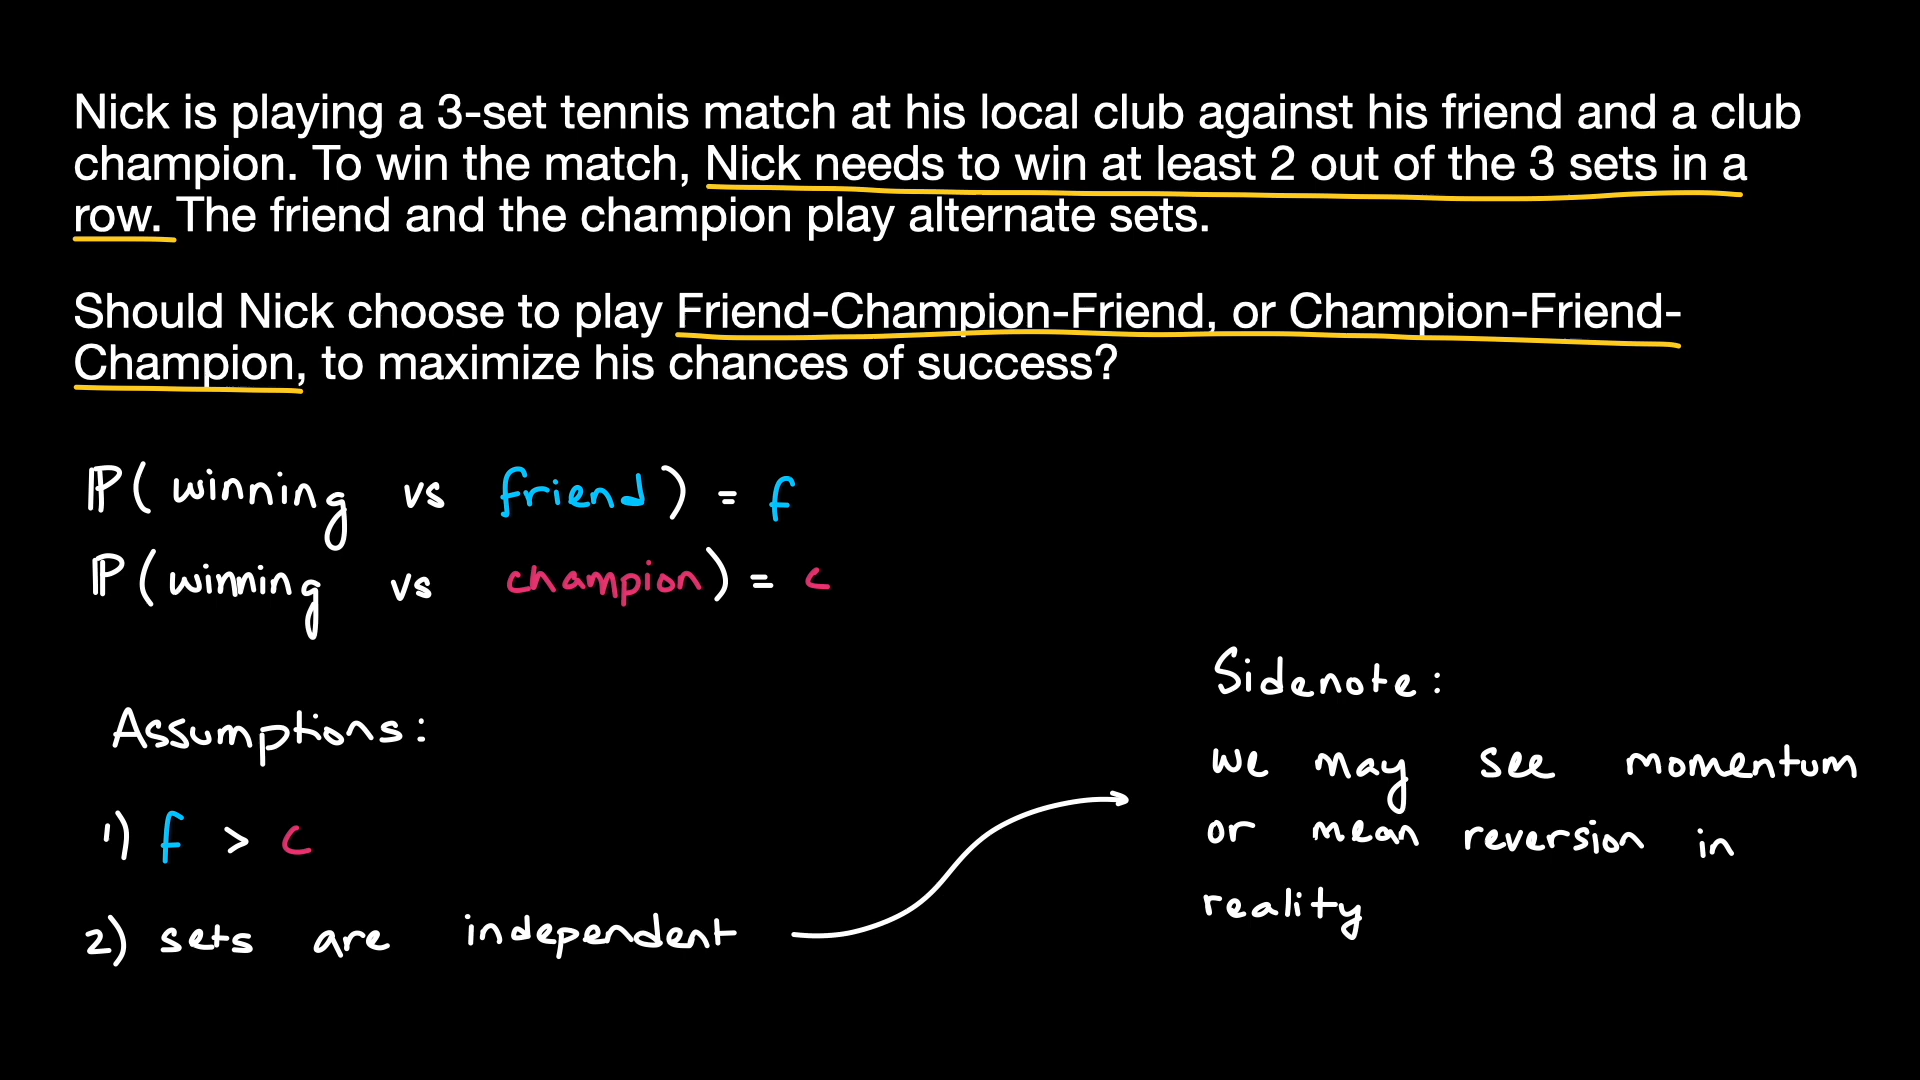 Nick is playing a 3-set tennis match at his local club against his friend and a club
champion. To win the match, Nick needs to win at least 2 out of the 3 sets in a
row. The friend and the champion play alternate sets.
Should Nick choose to play Friend-Champion-Friend, or Champion-Friend-
Champion, to maximize his chances of success?
ℙ(winning vs friend) = f
ℙ(winning vs champion) = c
Assumptions:
1) f > c
2) sets are independent
Sidenote:
we may see momentum
or mean reversion in
reality